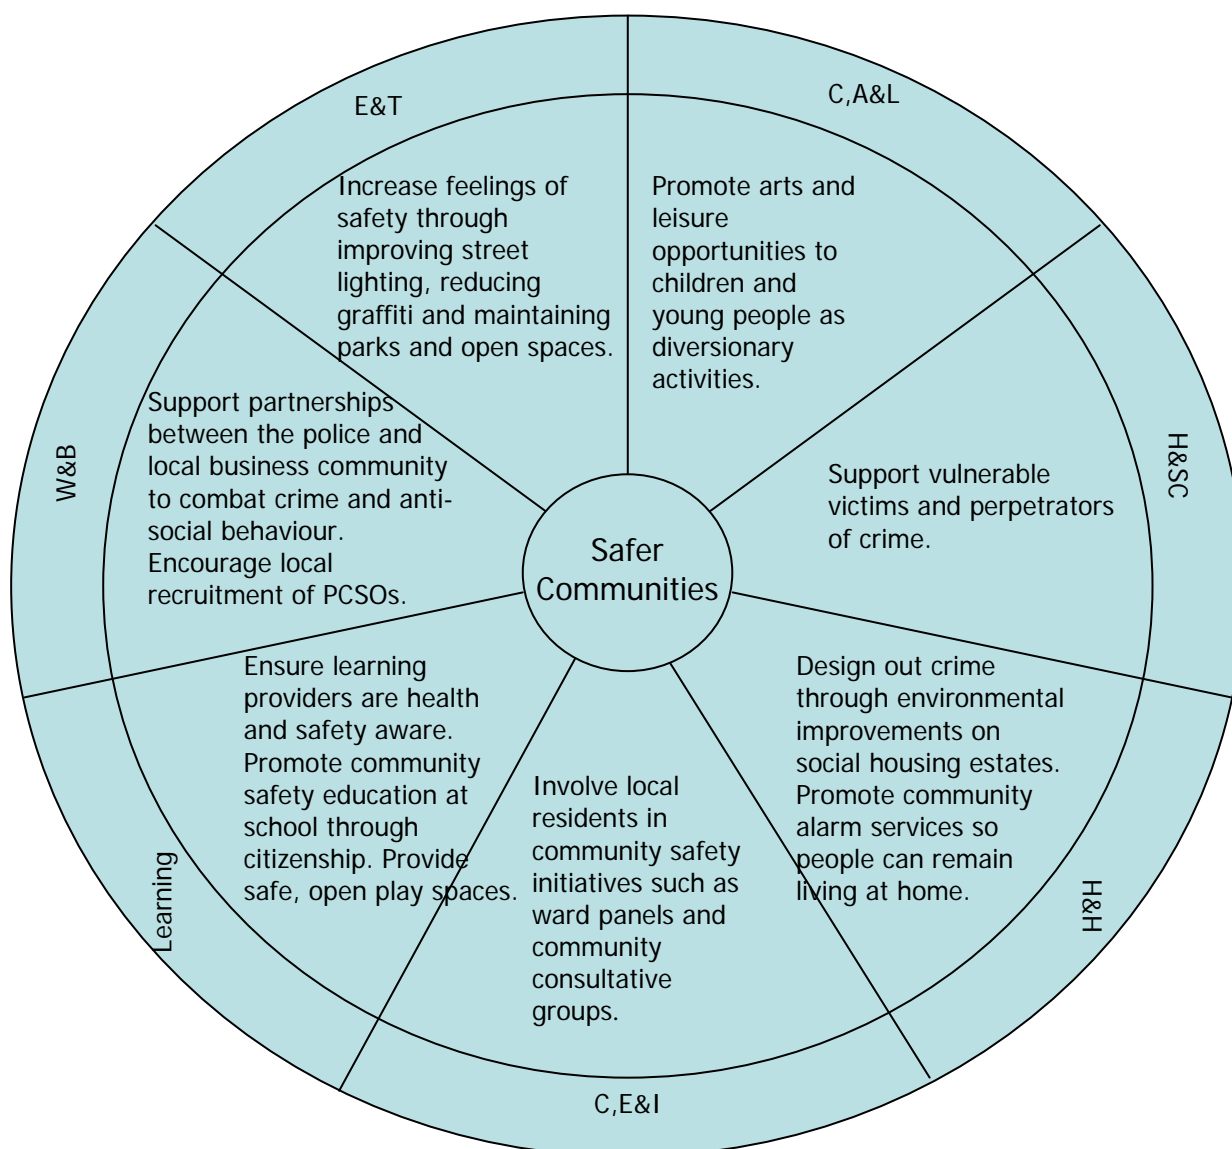 E&T
C,A&L
Increase feelings of
safety through
improving street
lighting, reducing
graffiti and maintaining
parks and open spaces.
Promote arts and
leisure
opportunities to
children and
young people as
diversionary
activities.
W&B
Support partnerships
between the police and
local business community
to combat crime and anti-
social behaviour.
Encourage local
recruitment of PCSOs.
H&SC
Support vulnerable
victims and perpetrators
of crime.
Safer
Communities
Learning
Ensure learning
providers are health
and safety aware.
Promote community
safety education at
school through
citizenship. Provide
safe, open play spaces.
Involve local
residents in
community safety
initiatives such as
ward panels and
community
consultative
groups.
Design out crime
through environmental
improvements on
social housing estates.
Promote community
alarm services so
people can remain
living at home.
H&H
C,E&I